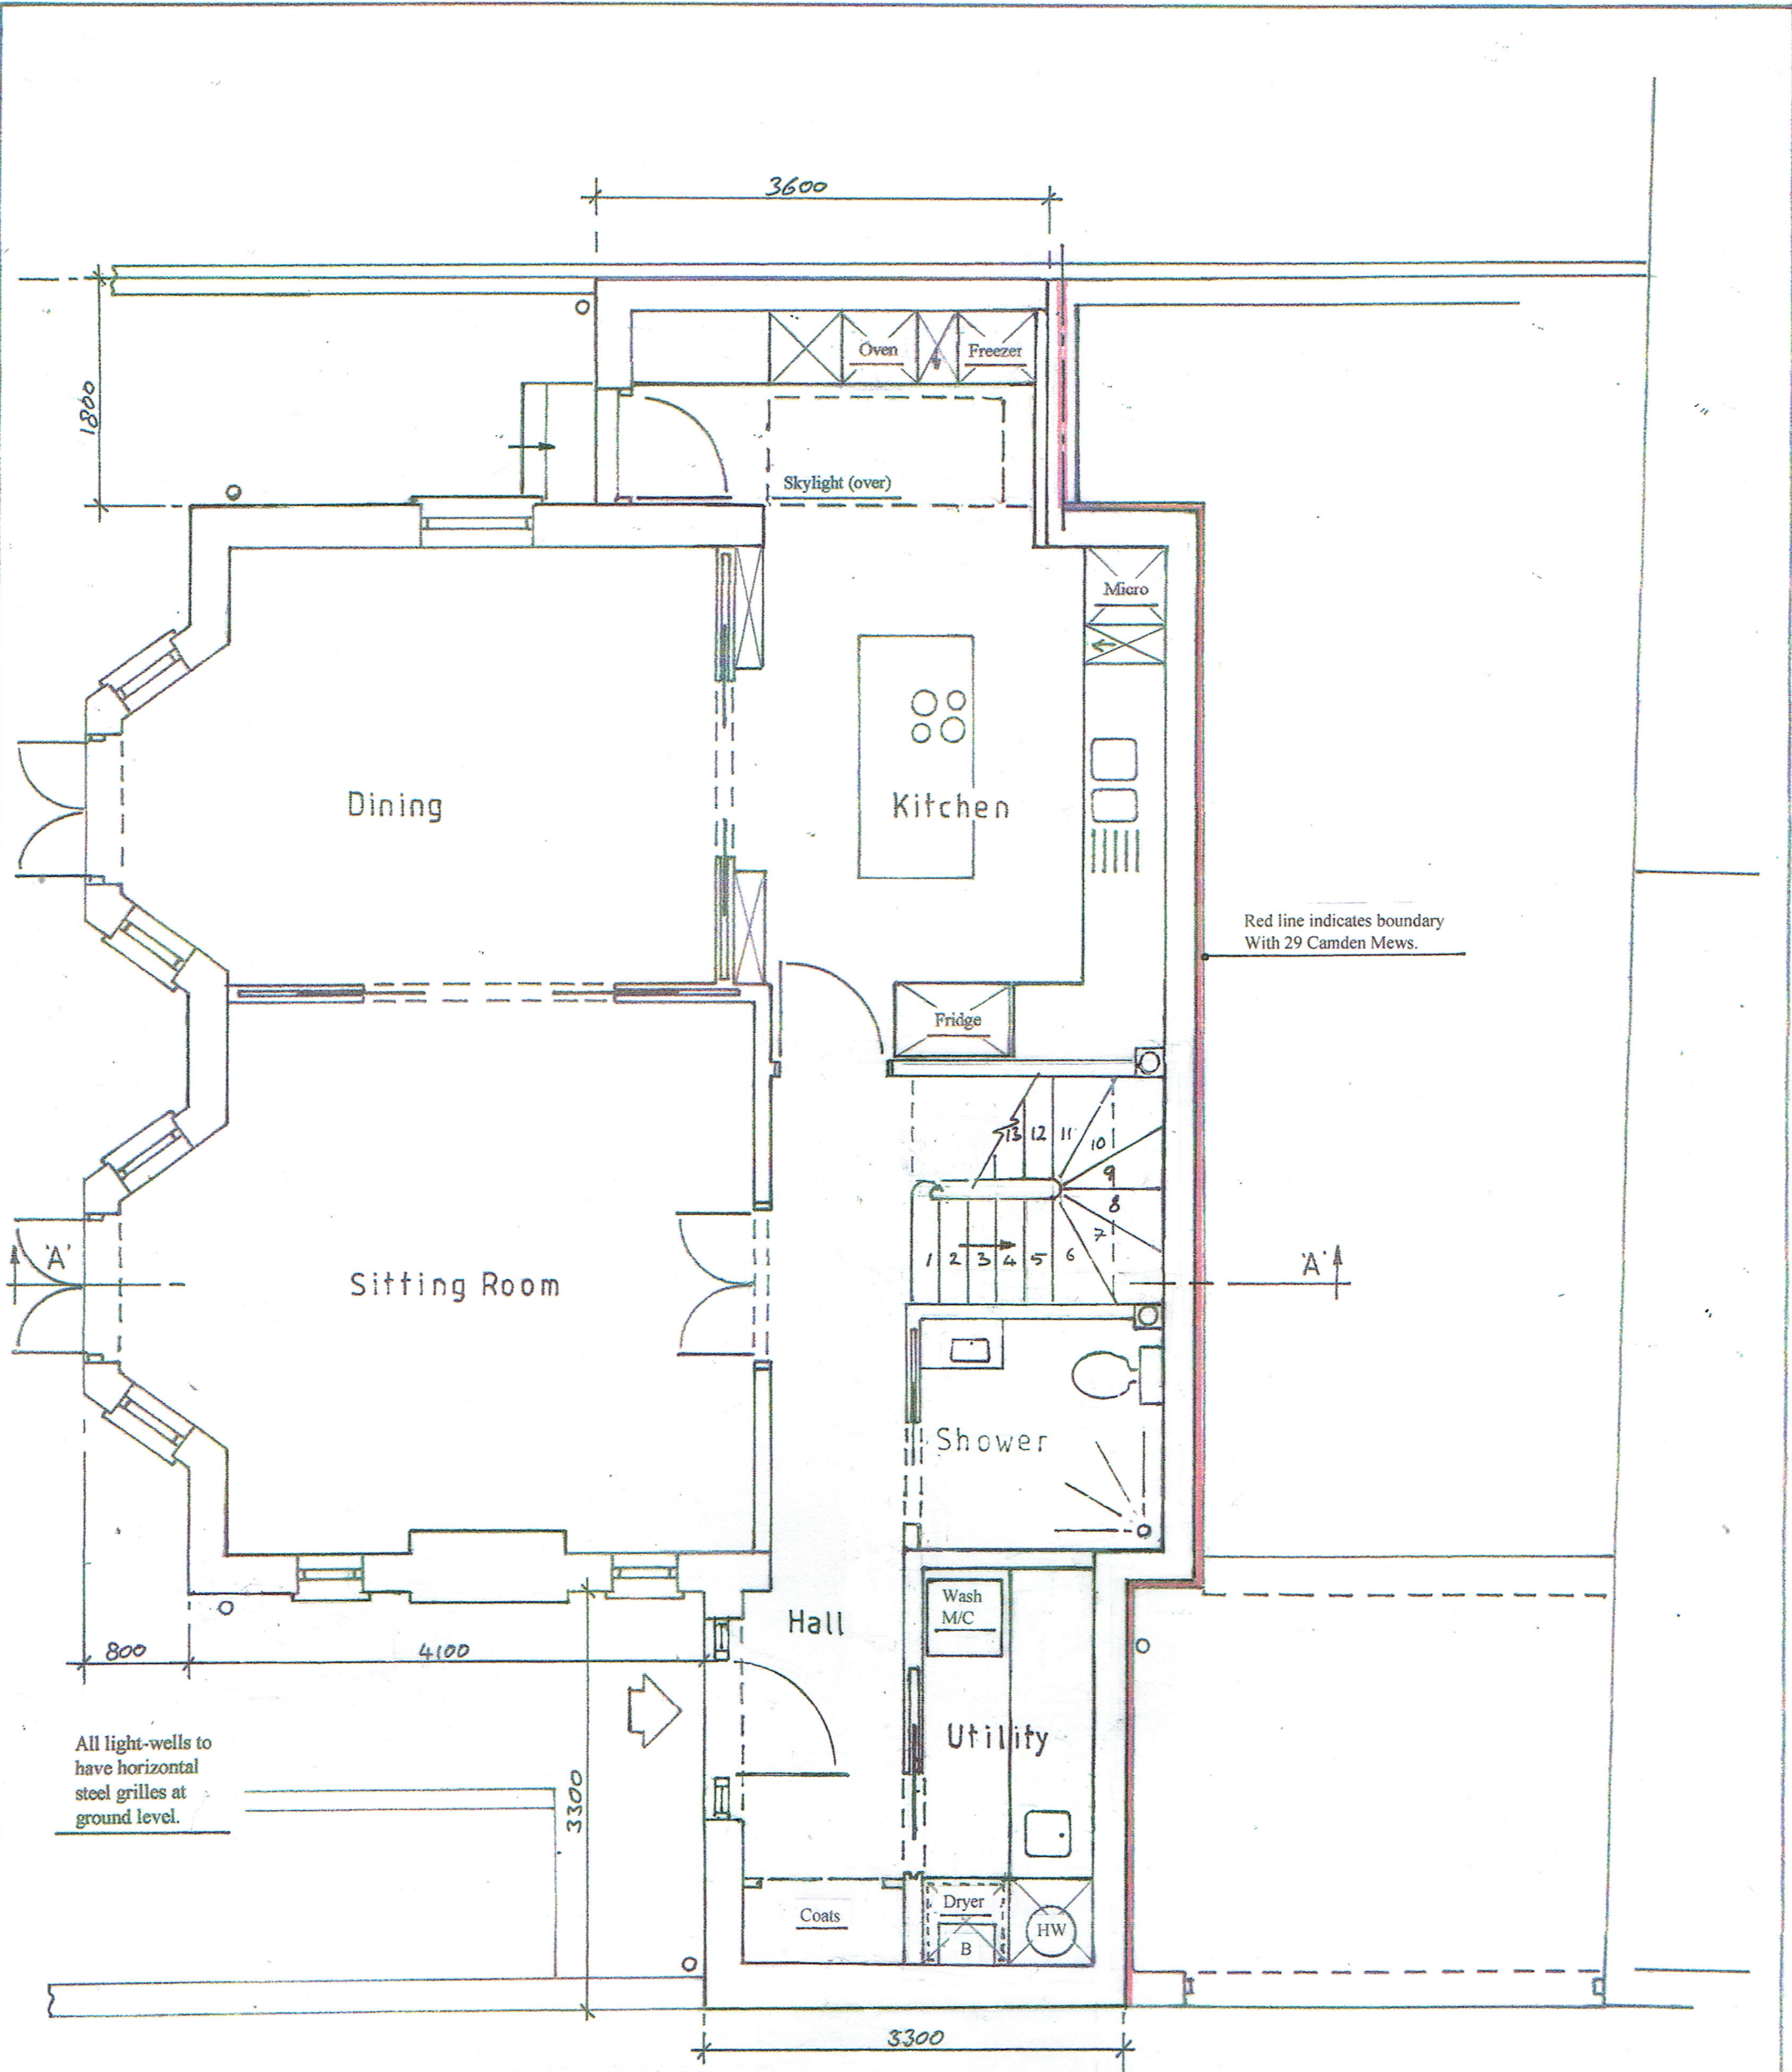 3600
1800
Oven
Freezer
Skylight (over)
Micro
Dining
Kitchen
Red line indicates boundary
With 29 Camden Mews.
Fridge
13 12 11 10 9 8 7
1 2 3 4 5 6
'A'
'A'
Sitting Room
Shower
Wash
M/C
Hall
800
4100
Utility
All light-wells to
have horizontal
steel grilles at
ground level.
3300
Coats
Dryer
B
HW
3300